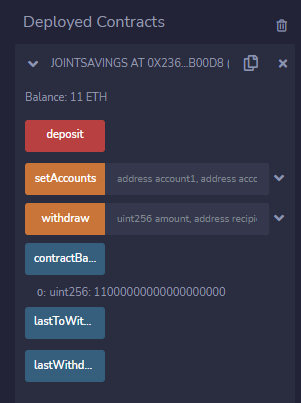 Deployed Contracts
JOINTSAVINGS AT 0X236...B00D8 (
Balance: 11 ETH
deposit
setAccounts address account1, address acco
withdraw uint256 amount, address recipie
contractBa...
0: uint256: 11000000000000000000
lastToWit...
lastWithd...